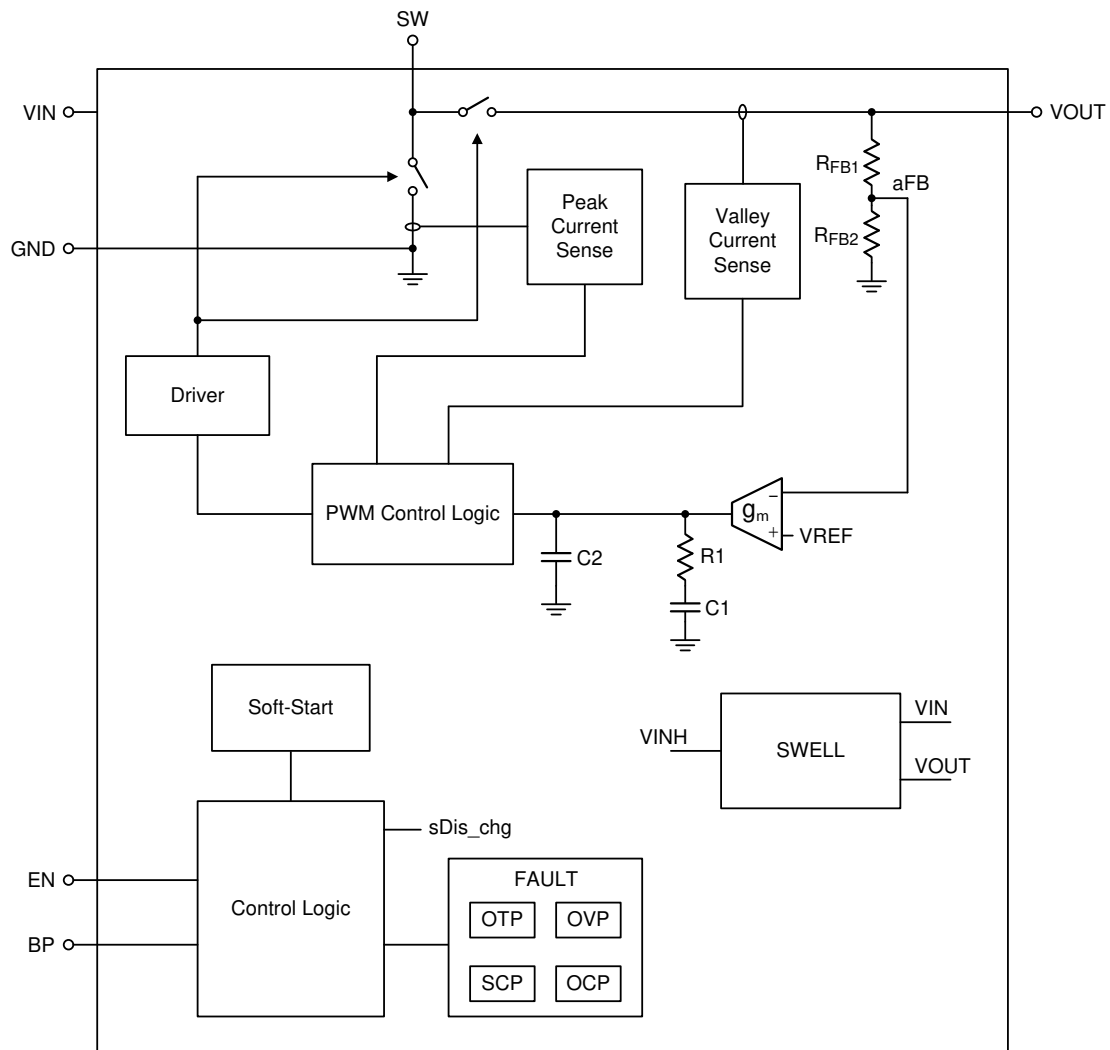 SW
VIN
VOUT
RFB1
aFB
Peak
Current
Sense
Valley
Current
Sense
RFB2
GND
Driver
PWM Control Logic
gm
−
+
VREF
C2
R1
C1
Soft-Start
VINH
SWELL
VIN
VOUT
sDis_chg
EN
BP
Control Logic
FAULT
OTP
OVP
SCP
OCP